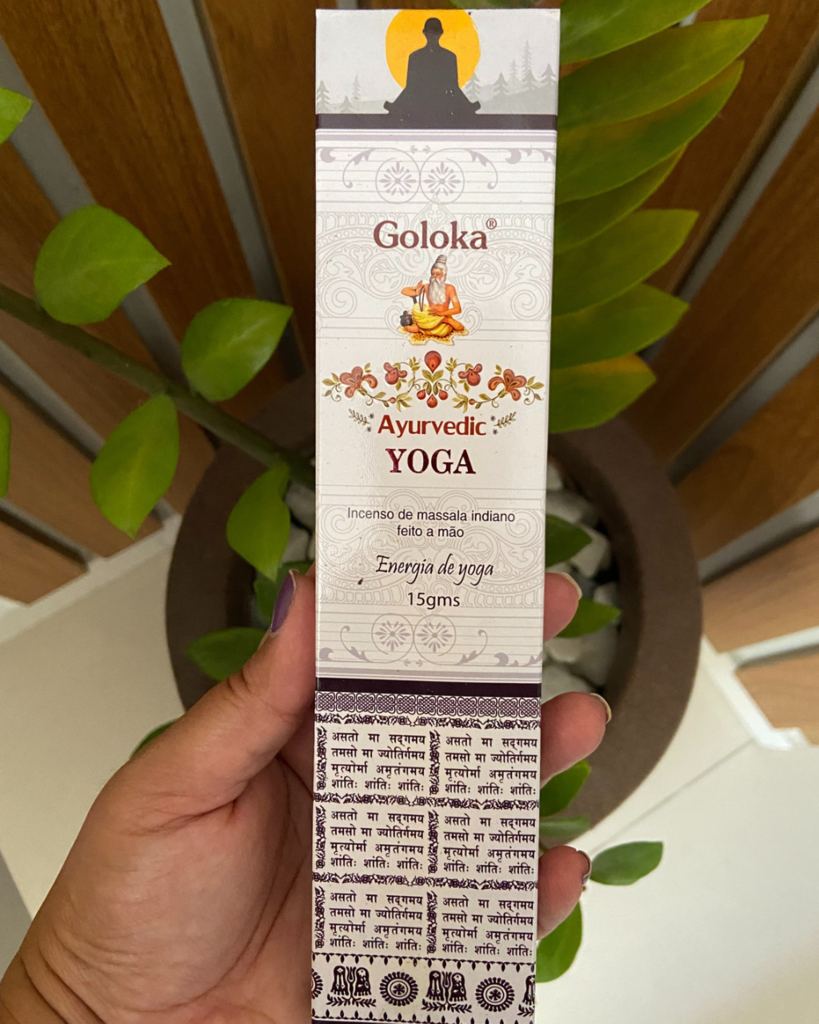 Goloka®
Ayurvedic
YOGA
Incenso de massala indiano
feito a mão
Energia de yoga
15gms
असतो मा सद्गमय असतो मा सद्गमय
तमसो मा ज्योतिर्गमय तमसो मा ज्योतिर्गमय
मृत्योर्मा अमृतंगमय मृत्योर्मा अमृतंगमय
शांतिः शांतिः शांतिः शांतिः शांतिः शांतिः
असतो मा सद्गमय असतो मा सद्गमय
तमसो मा ज्योतिर्गमय तमसो मा ज्योतिर्गमय
मृत्योर्मा अमृतंगमय मृत्योर्मा अमृतंगमय
शांतिः शांतिः शांतिः शांतिः शांतिः शांतिः
असतो मा सद्गमय असतो मा सद्गमय
तमसो मा ज्योतिर्गमय तमसो मा ज्योतिर्गमय
मृत्योर्मा अमृतंगमय मृत्योर्मा अमृतंगमय
शांतिः शांतिः शांतिः शांतिः शांतिः शांतिः